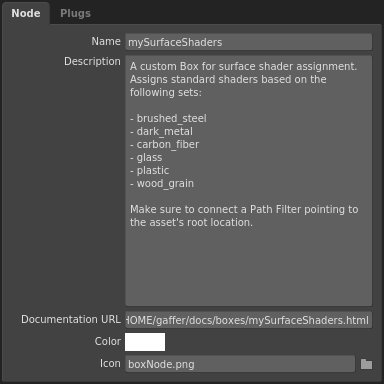 Node Plugs
Name mySurfaceShaders
Description A custom Box for surface shader assignment.
Assigns standard shaders based on the
following sets:
- brushed_steel
- dark_metal
- carbon_fiber
- glass
- plastic
- wood_grain
Make sure to connect a Path Filter pointing to
the asset's root location.
Documentation URL HOME/gaffer/docs/boxes/mySurfaceShaders.html
Color
Icon boxNode.png